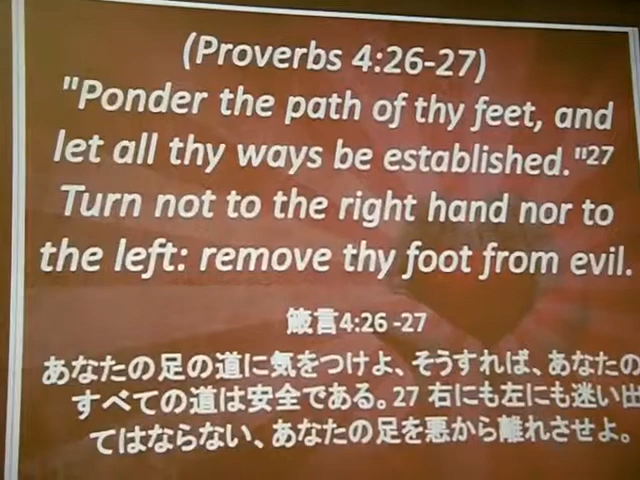 (Proverbs 4:26-27)
"Ponder the path of thy feet, and
let all thy ways be established."27
Turn not to the right hand nor to
the left: remove thy foot from evil.
箴言4:26 -27
あなたの足の道に気をつけよ、そうすれば、あなたの
すべての道は安全である。27 右にも左にも迷い出
てはならない、あなたの足を悪から離れさせよ。